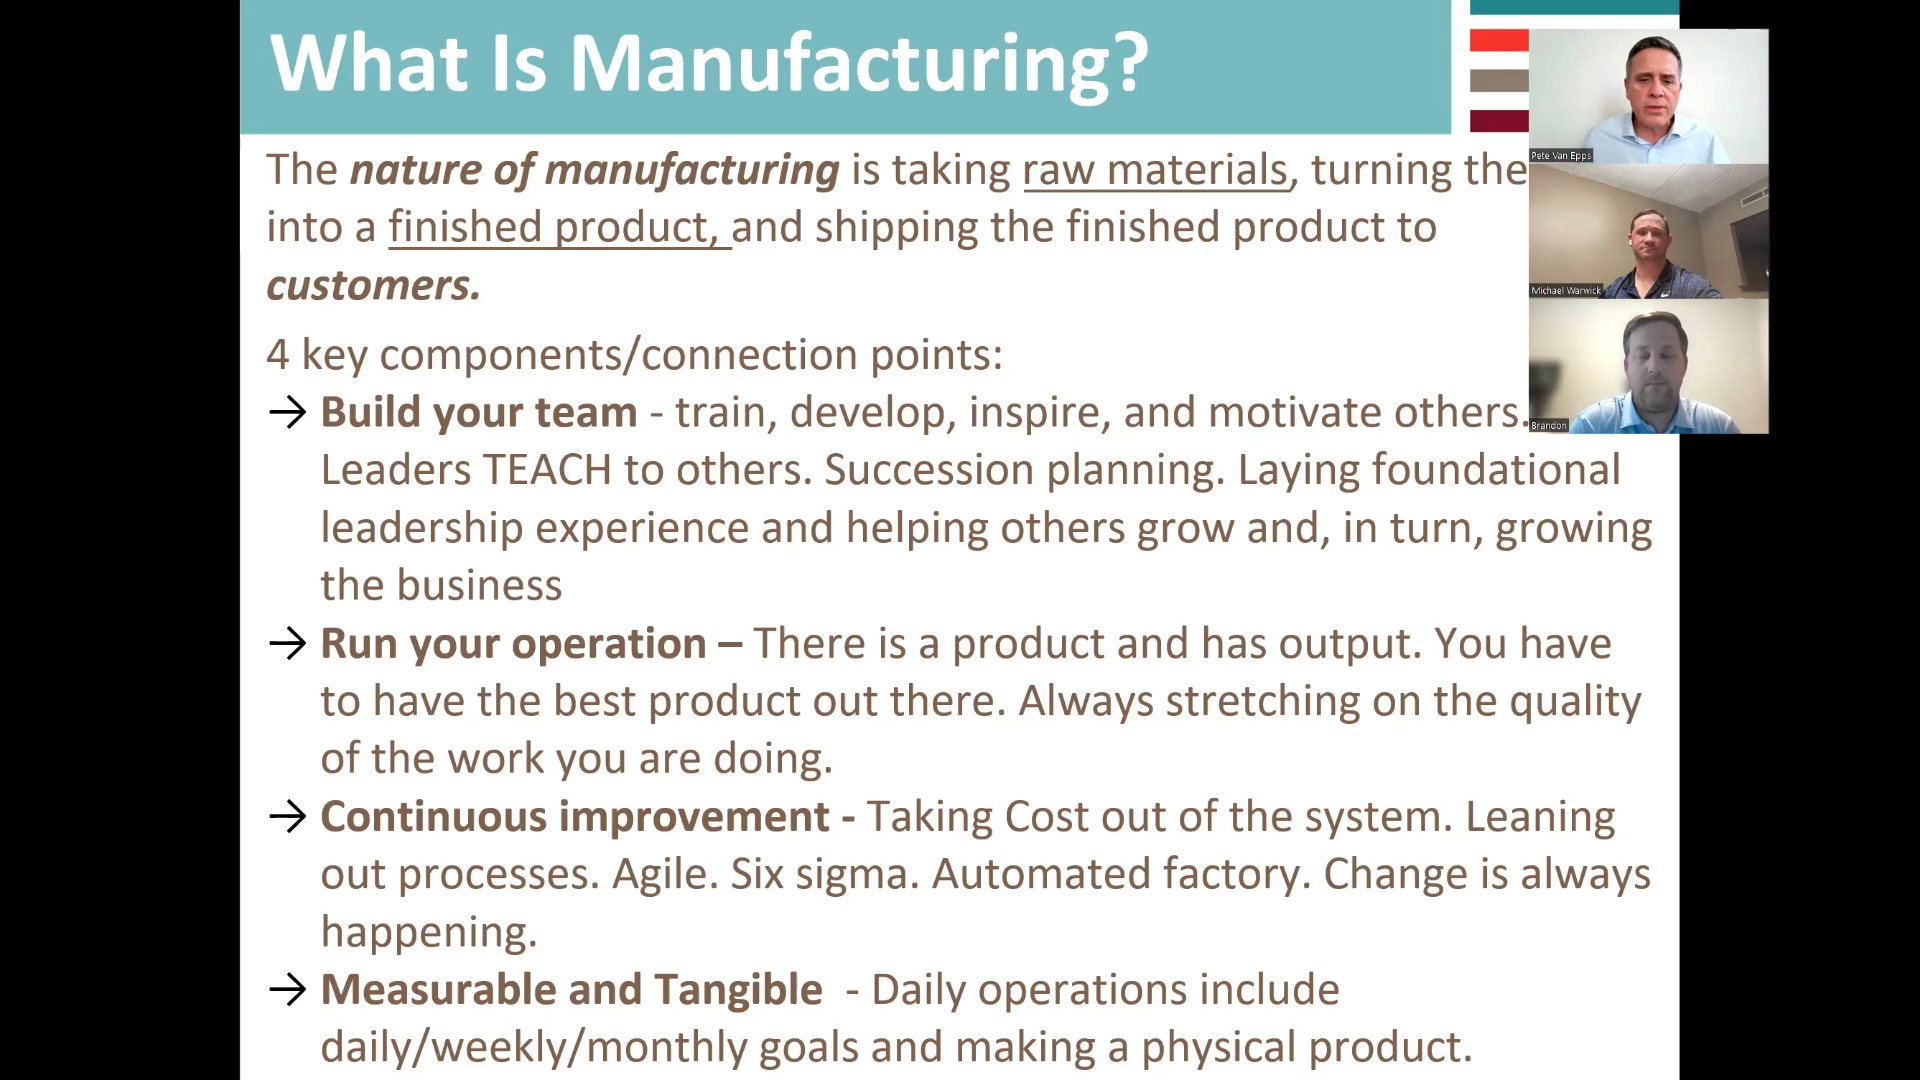 What Is Manufacturing?
The nature of manufacturing is taking raw materials, turning the
into a finished product, and shipping the finished product to
customers.
4 key components/connection points:
→ Build your team - train, develop, inspire, and motivate others.
Leaders TEACH to others. Succession planning. Laying foundational
leadership experience and helping others grow and, in turn, growing
the business
→ Run your operation – There is a product and has output. You have
to have the best product out there. Always stretching on the quality
of the work you are doing.
→ Continuous improvement - Taking Cost out of the system. Leaning
out processes. Agile. Six sigma. Automated factory. Change is always
happening.
→ Measurable and Tangible - Daily operations include
daily/weekly/monthly goals and making a physical product.
Pete Van Epps
Michael Warwick
Brandon